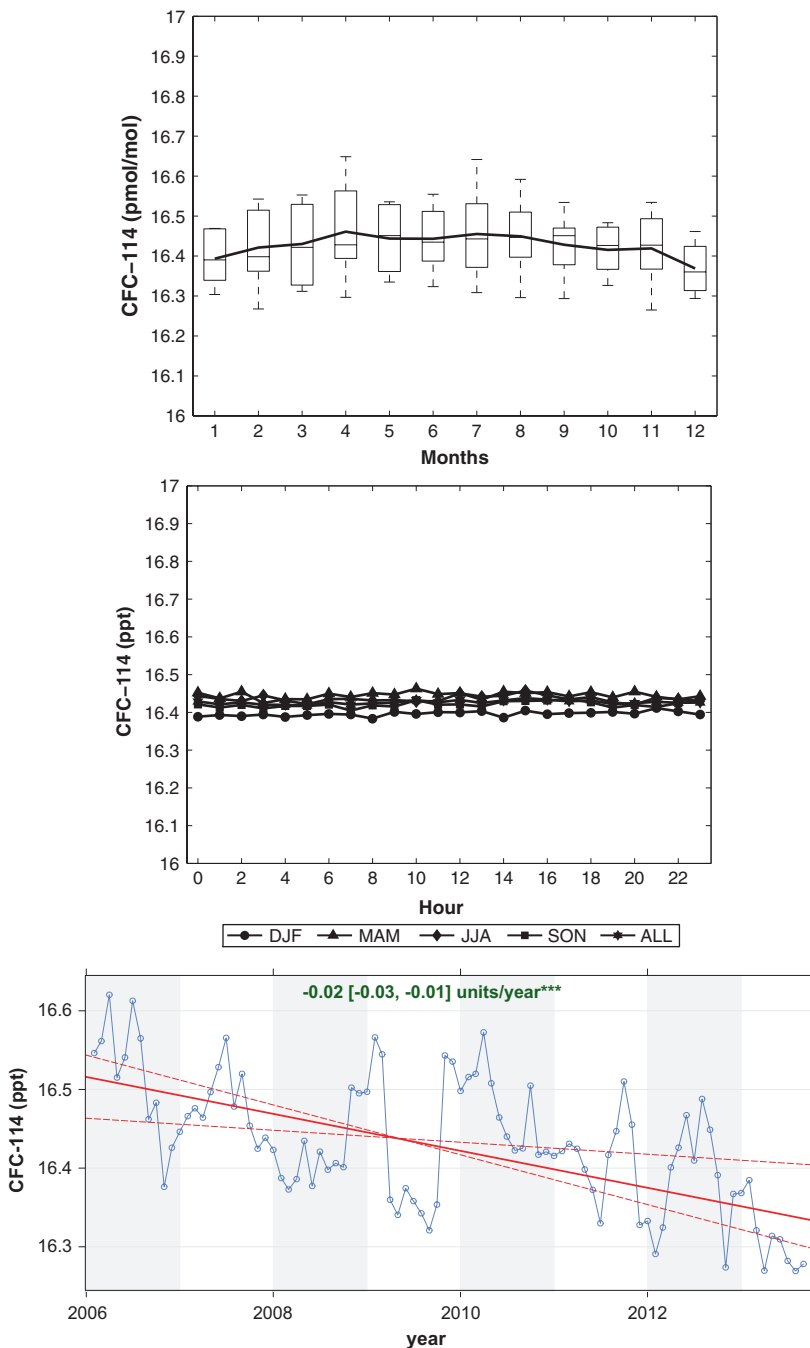 17
16.9
16.8
16.7
16.6
16.5
16.4
16.3
16.2
16.1
16
CFC–114 (pmol/mol)
1 2 3 4 5 6 7 8 9 10 11 12
Months
17
16.9
16.8
16.7
16.6
16.5
16.4
16.3
16.2
16.1
16
CFC–114 (ppt)
0 2 4 6 8 10 12 14 16 18 20 22
Hour
DJF MAM JJA SON ALL
-0.02 [-0.03, -0.01] units/year***
16.6
16.5
16.4
16.3
CFC-114 (ppt)
2006 2008 2010 2012
year